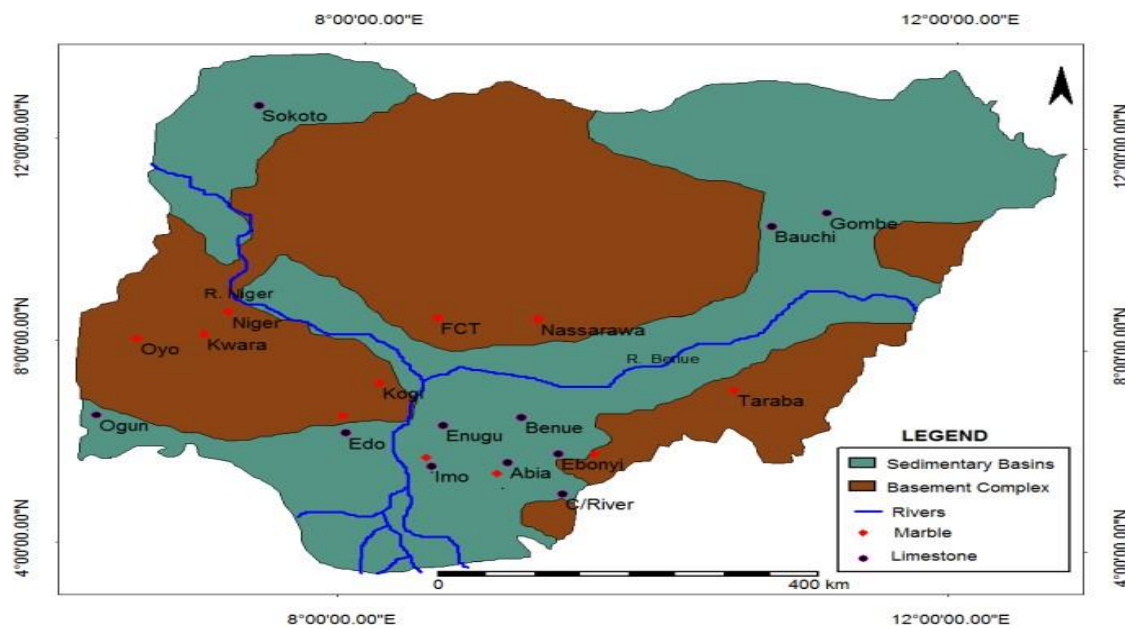 8°00'00.00"E
12°00'00.00"E
12°00'00.00"N
12°00'00.00"N
8°00'00.00"N
8°00'00.00"N
4°00'00.00"N
4°00'00.00"N
Sokoto
Gombe
Bauchi
R. Niger
Niger
FCT
Nassarawa
Oyo
Kwara
R. Benue
Kogi
Taraba
Ogun
Edo
Enugu
Benue
Imo
Abia
Ebonyi
C/River
LEGEND
Sedimentary Basins
Basement Complex
Rivers
Marble
Limestone
0
400 km
8°00'00.00"E
12°00'00.00"E